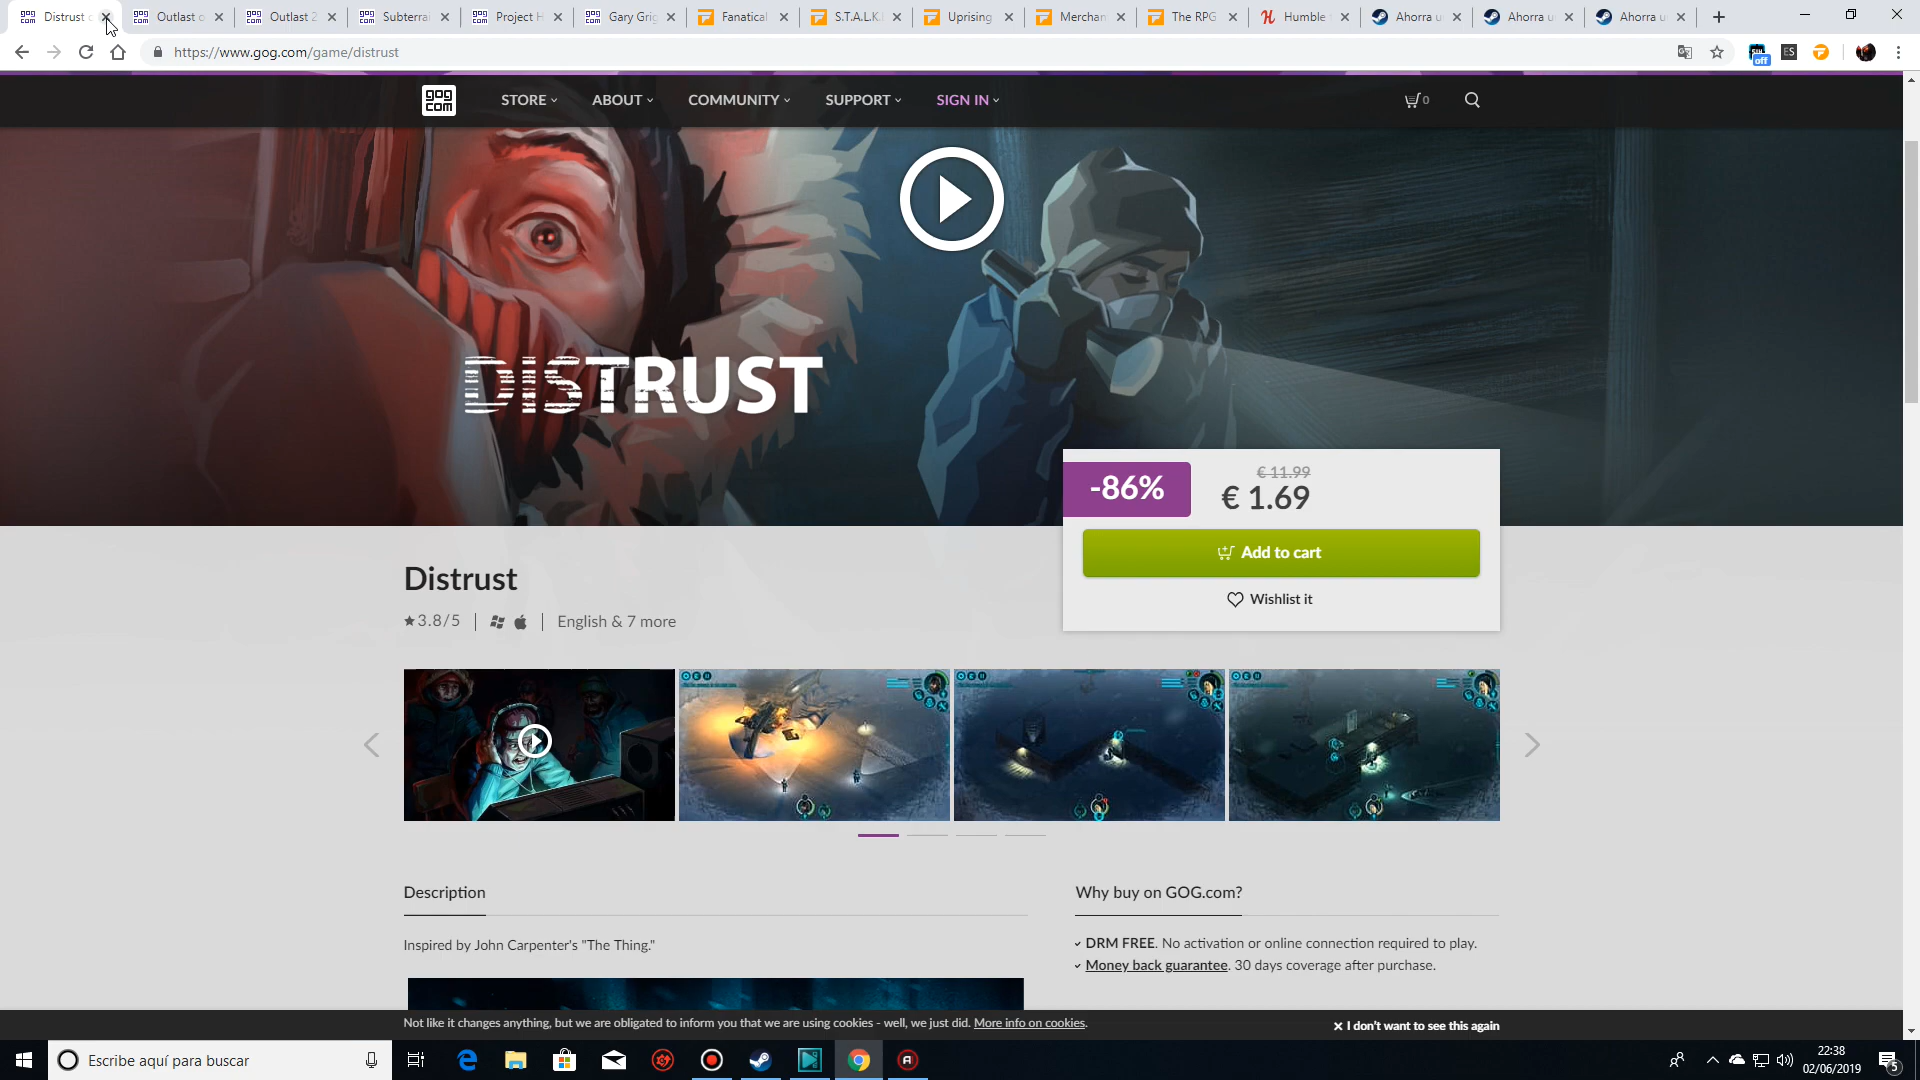 Distrust o
Outlast o
Outlast 2
Subterrai
Project H
Gary Grig
Fanatical
S.T.A.L.K.
Uprising
Merchan
The RPG
Humble
Ahorra u
Ahorra u
Ahorra u
https://www.gog.com/game/distrust
off
ES
gog
com
STORE
ABOUT
COMMUNITY
SUPPORT
SIGN IN
0
DISTRUST
-86%
€ 11.99
€ 1.69
Add to cart
Wishlist it
Distrust
3.8/5
English & 7 more
Description
Why buy on GOG.com?
Inspired by John Carpenter's "The Thing."
DRM FREE. No activation or online connection required to play.
Money back guarantee. 30 days coverage after purchase.
Not like it changes anything, but we are obligated to inform you that we are using cookies - well, we just did. More info on cookies.
I don't want to see this again
Escribe aquí para buscar
22:38
02/06/2019
5